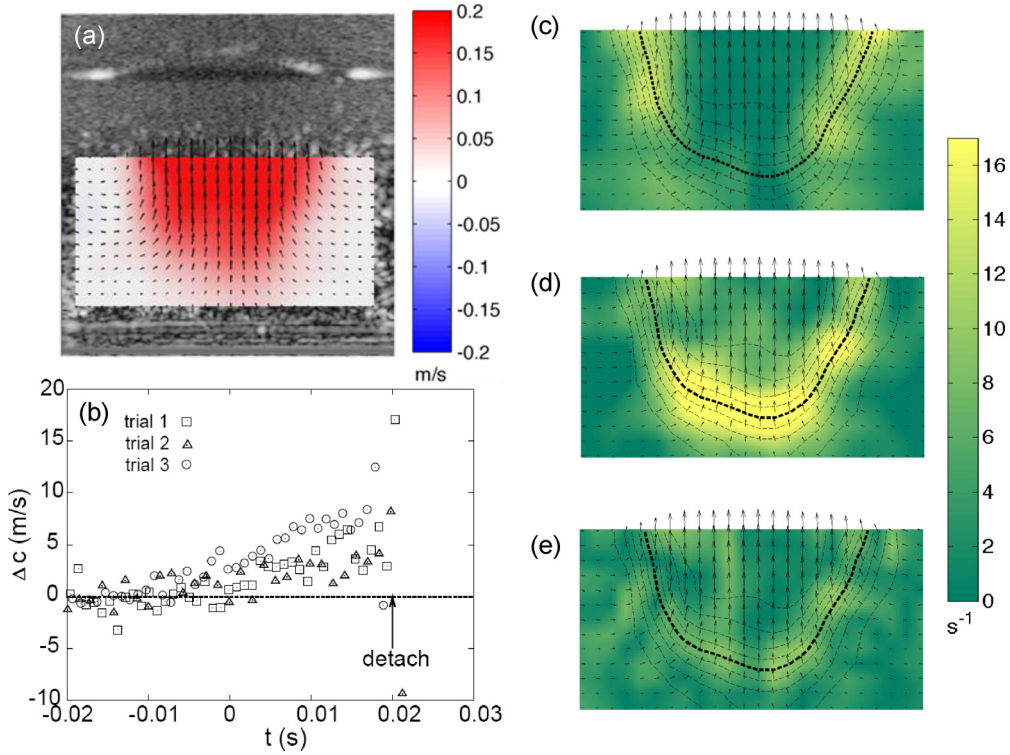 (a)
0.2
0.15
0.1
0.05
0
-0.05
-0.1
-0.15
-0.2
m/s
(b)
trial 1
trial 2
trial 3
20
15
10
5
0
-5
-10
Δ c (m/s)
detach
-0.02 -0.01 0 0.01 0.02 0.03
t (s)
(c)
(d)
(e)
16
14
12
10
8
6
4
2
0
s-1